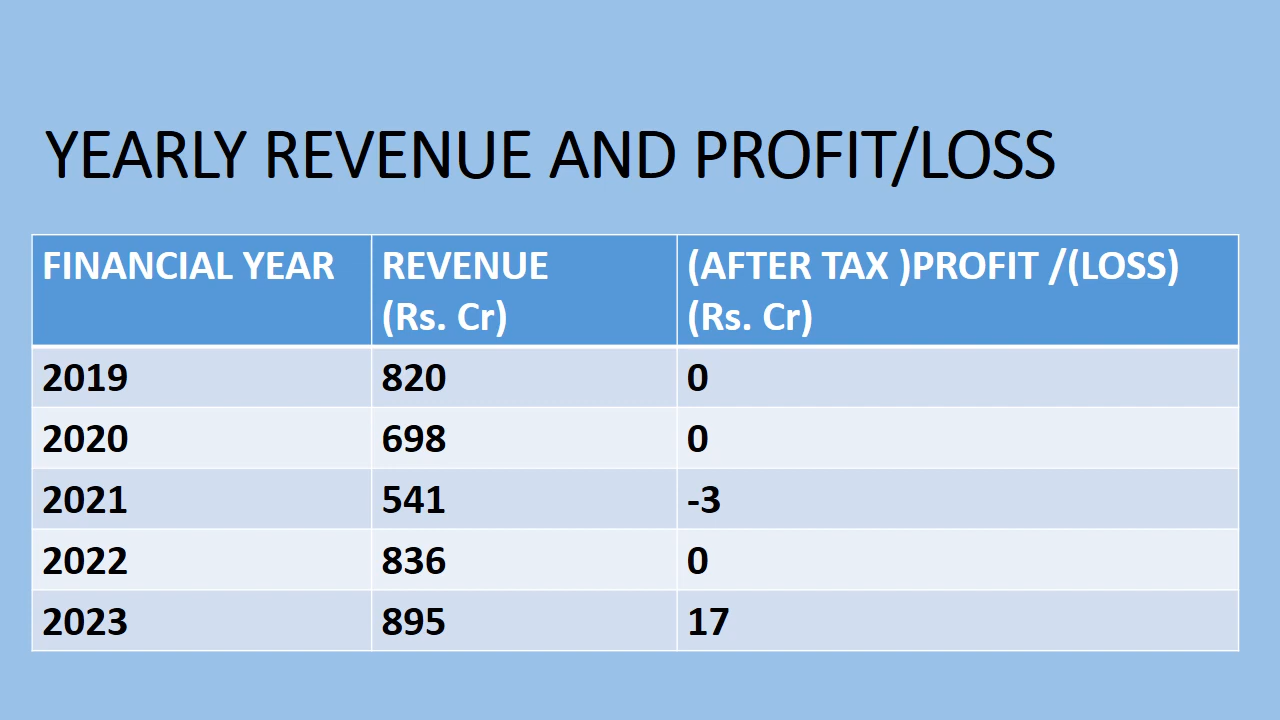 YEARLY REVENUE AND PROFIT/LOSS
FINANCIAL YEAR REVENUE (Rs. Cr) (AFTER TAX )PROFIT /(LOSS) (Rs. Cr)
2019 820 0
2020 698 0
2021 541 -3
2022 836 0
2023 895 17